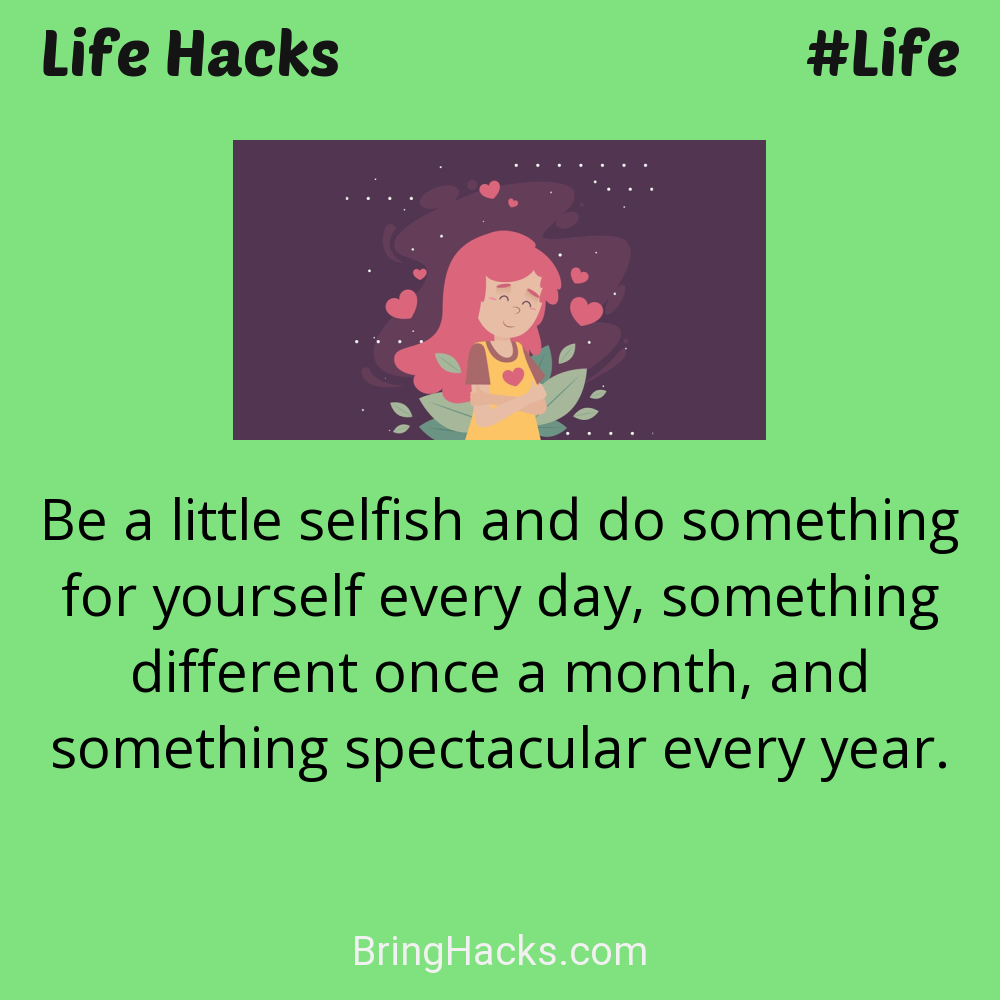 Life Hacks
#Life
Be a little selfish and do something
for yourself every day, something
different once a month, and
something spectacular every year.
BringHacks.com